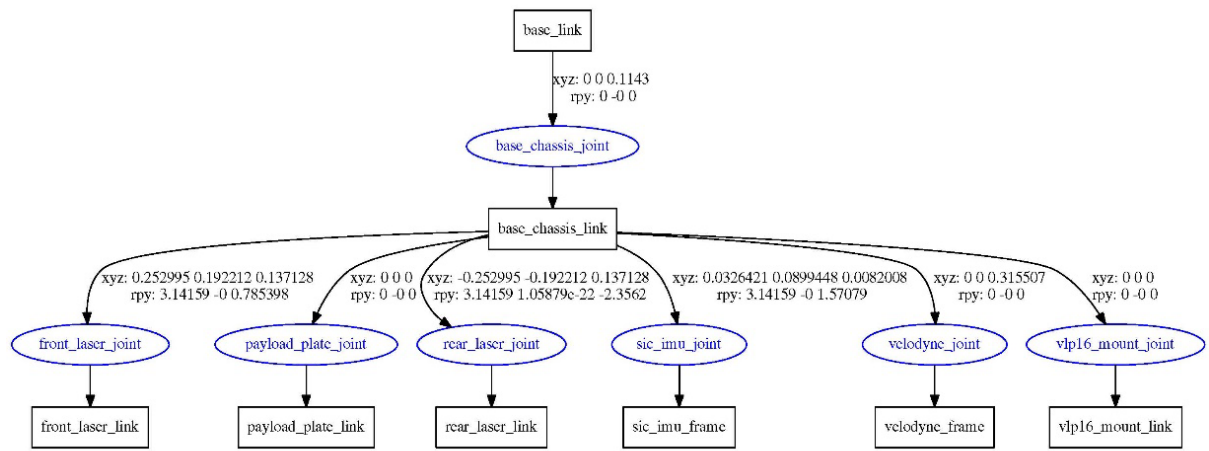 base_link
xyz: 0 0 0.1143
rpy: 0 -0 0
base_chassis_joint
base_chassis_link
xyz: 0.252995 0.192212 0.137128
rpy: 3.14159 -0 0.785398
xyz: 0 0 0
rpy: 0 -0 0
xyz: -0.252995 -0.192212 0.137128
rpy: 3.14159 1.05879e-22 -2.3562
xyz: 0.0326421 0.0899448 0.0082008
rpy: 3.14159 -0 1.57079
xyz: 0 0 0.315507
rpy: 0 -0 0
xyz: 0 0 0
rpy: 0 -0 0
front_laser_joint
payload_plate_joint
rear_laser_joint
sic_imu_joint
velodyne_joint
vlp16_mount_joint
front_laser_link
payload_plate_link
rear_laser_link
sic_imu_frame
velodyne_frame
vlp16_mount_link